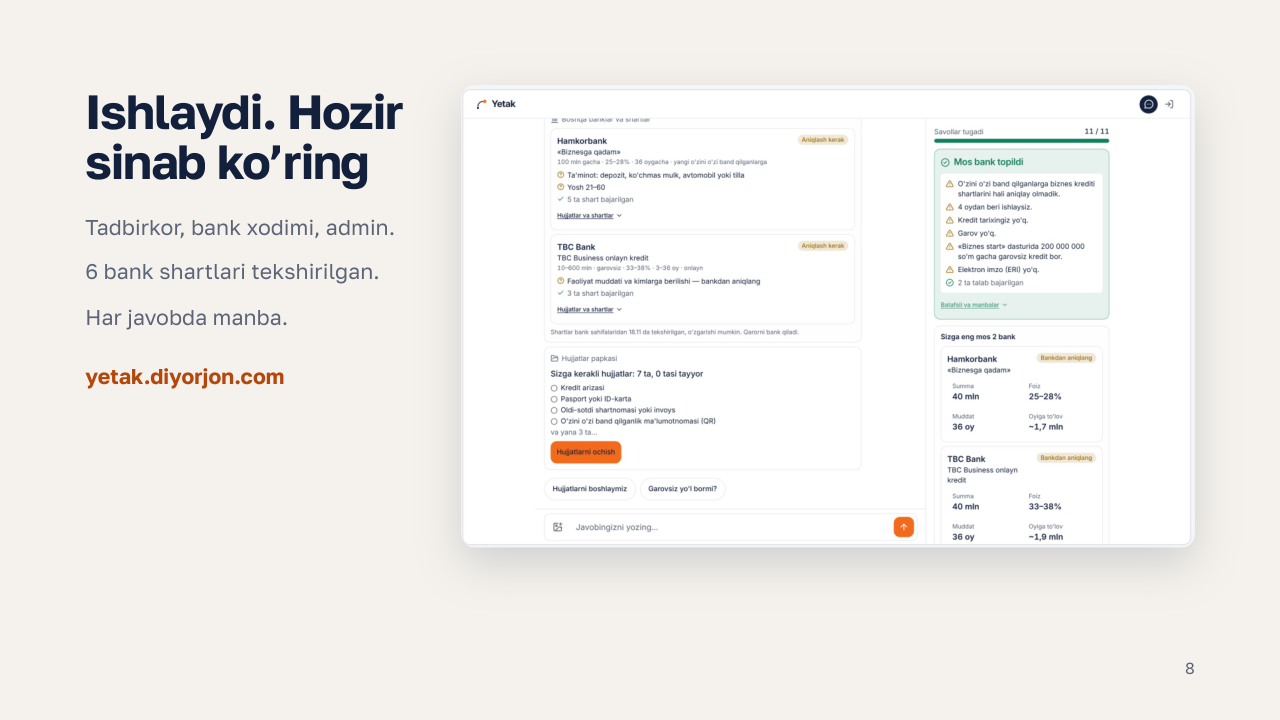 Ishlaydi. Hozir
sinab ko’ring
Tadbirkor, bank xodimi, admin.
6 bank shartlari tekshirilgan.
Har javobda manba.
yetak.diyorjon.com
Yetak
Boshqa banklar va shartlar
Hamkorbank
Aniqlash kerak
«Biznesga qadam»
100 mln gacha · 25–28% · 36 oygacha · yangi o'zini o'zi band qilganlarga
Ta'minot: depozit, ko'chmas mulk, avtomobil yoki tilla
Yosh 21–60
5 ta shart bajarilgan
Hujjatlar va shartlar
TBC Bank
Aniqlash kerak
TBC Business onlayn kredit
10–600 mln · garovsiz · 33–38% · 3–36 oy · onlayn
Faoliyat muddati va kimlarga berilishi — bankdan aniqlang
3 ta shart bajarilgan
Hujjatlar va shartlar
Shartlar bank sahifalaridan 18.11 da tekshirilgan, o'zgarishi mumkin. Qarorni bank qiladi.
Hujjatlar papkasi
Sizga kerakli hujjatlar: 7 ta, 0 tasi tayyor
Kredit arizasi
Pasport yoki ID-karta
Oldi-sotdi shartnomasi yoki invoys
O'zini o'zi band qilganlik ma'lumotnomasi (QR)
va yana 3 ta...
Hujjatlarni ochish
Hujjatlarni boshlaymiz
Garovsiz yo'l bormi?
Javobingizni yozing...
Savollar tugadi
11 / 11
Mos bank topildi
O'zini o'zi band qilganlarga biznes krediti
shartlarini hali aniqlay olmadik.
4 oydan beri ishlaysiz.
Kredit tarixingiz yo'q.
Garov yo'q.
«Biznes start» dasturida 200 000 000
so'm gacha garovsiz kredit bor.
Elektron imzo (ERI) yo'q.
2 ta talab bajarilgan
Batafsil va manbalar
Sizga eng mos 2 bank
Hamkorbank
Bankdan aniqlang
«Biznesga qadam»
Summa
Foiz
40 mln
25–28%
Muddat
Oyiga to'lov
36 oy
~1,7 mln
TBC Bank
Bankdan aniqlang
TBC Business onlayn
kredit
Summa
Foiz
40 mln
33–38%
Muddat
Oyiga to'lov
36 oy
~1,9 mln
8